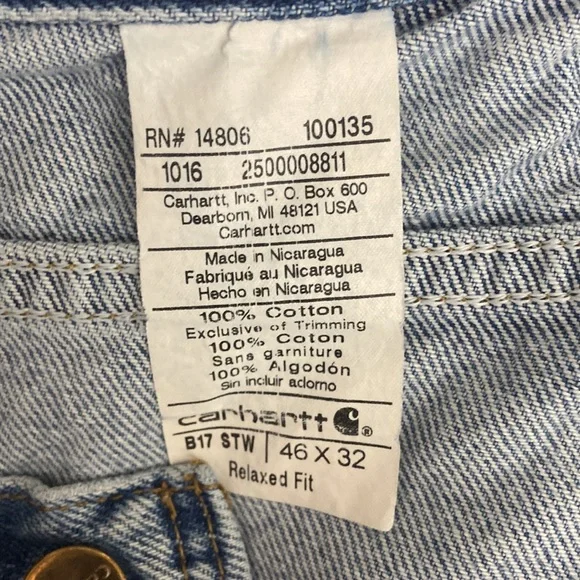 RN# 14806 100135
1016 2500008811
Carhartt, Inc. P. O. Box 600
Dearborn, MI 48121 USA
Carhartt.com
Made in Nicaragua
Fabriqué au Nicaragua
Hecho en Nicaragua
100% Cotton
Exclusive of Trimming
100% Coton
Sans garniture
100% Algodón
Sin incluir adorno
carhartt ®
B17 STW 46 X 32
Relaxed Fit